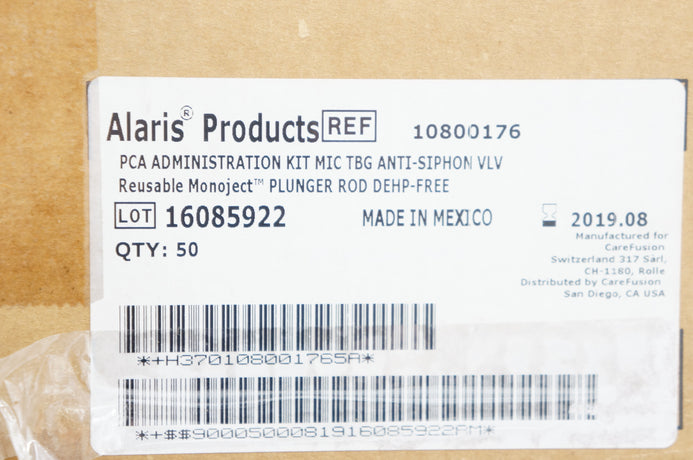 Alaris® Products REF 10800176
PCA ADMINISTRATION KIT MIC TBG ANTI-SIPHON VLV
Reusable Monoject™ PLUNGER ROD DEHP-FREE
LOT 16085922 MADE IN MEXICO 2019.08
QTY: 50
Manufactured for
CareFusion
Switzerland 317 Sarl,
CH-1180, Rolle
Distributed by CareFusion
San Diego, CA USA
*+H370108001765A*
*+$$9000500081916085922AM*